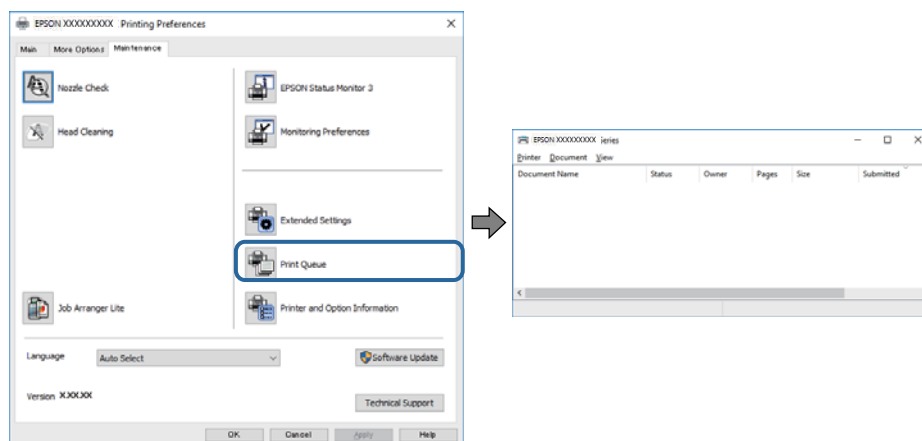 EPSON XXXXXXXXX Printing Preferences
Main More Options Maintenance
Nozzle Check
EPSON Status Monitor 3
Head Cleaning
Monitoring Preferences
Extended Settings
Print Queue
Job Arranger Lite
Printer and Option Information
Language Auto Select
Software Update
Version X.XX.XX
Technical Support
OK Cancel Apply Help
EPSON XXXXXXXXX ieries
Printer Document View
Document Name Status Owner Pages Size Submitted